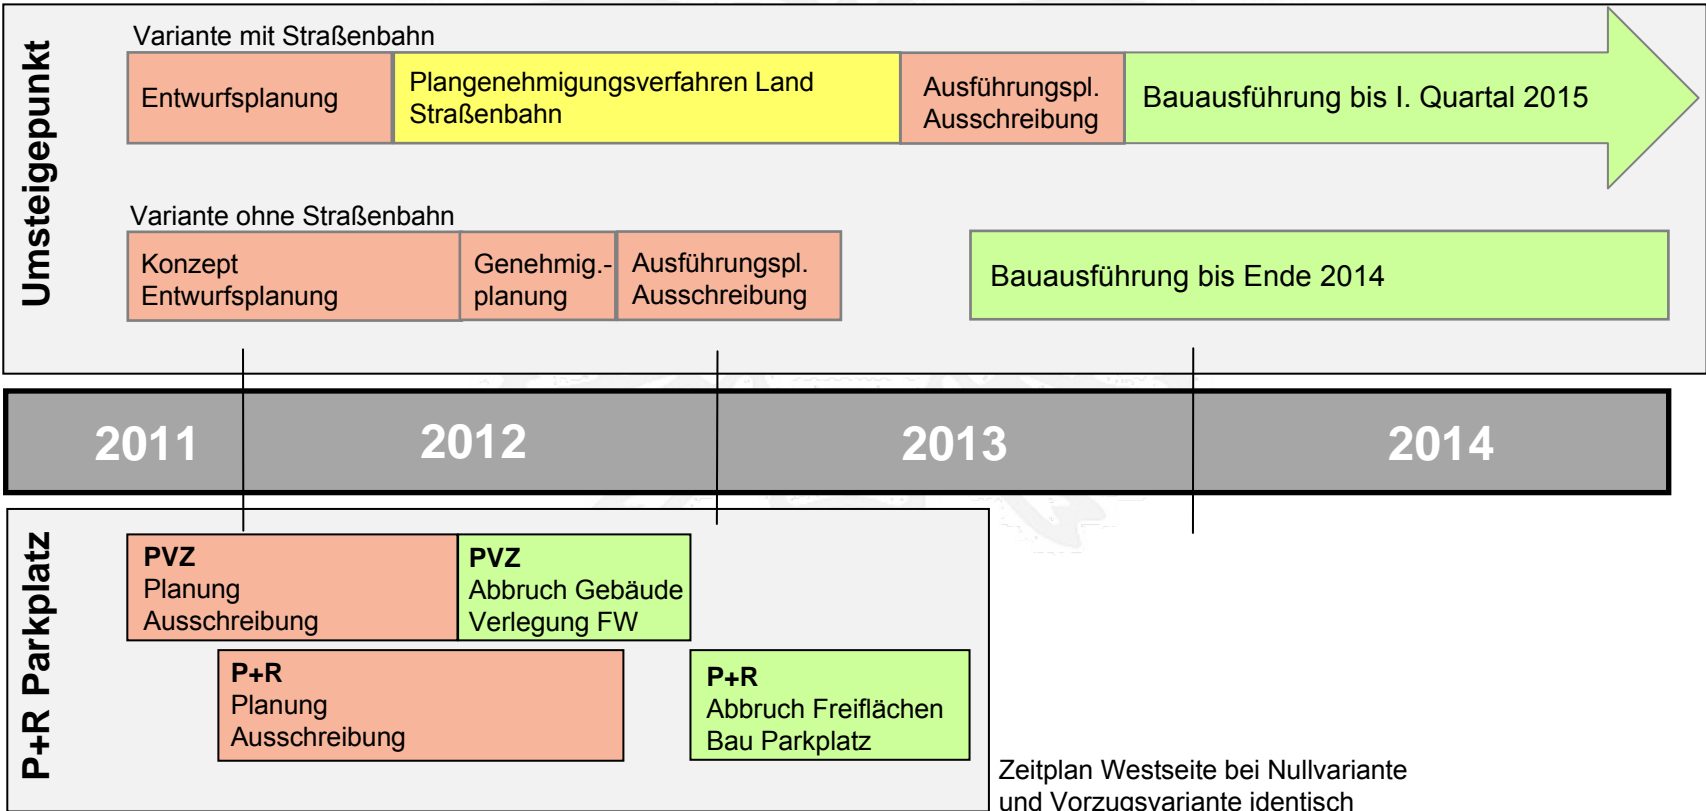 Umsteigepunkt
Variante mit Straßenbahn
Entwurfsplanung
Plangenehmigungsverfahren Land
Straßenbahn
Ausführungspl.
Ausschreibung
Bauausführung bis I. Quartal 2015
Variante ohne Straßenbahn
Konzept
Entwurfsplanung
Genehmig.-
planung
Ausführungspl.
Ausschreibung
Bauausführung bis Ende 2014
2011
2012
2013
2014
P+R Parkplatz
PVZ
Planung
Ausschreibung
PVZ
Abbruch Gebäude
Verlegung FW
P+R
Planung
Ausschreibung
P+R
Abbruch Freiflächen
Bau Parkplatz
Zeitplan Westseite bei Nullvariante
und Vorzugsvariante identisch